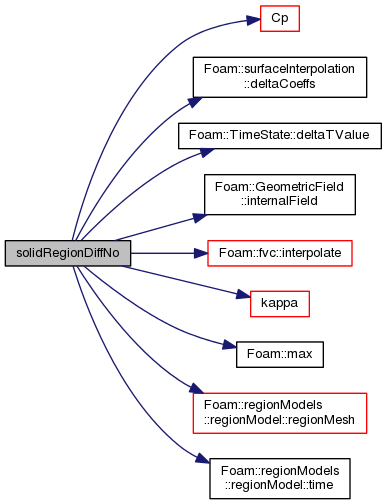 Cp
Foam::surfaceInterpolation
::deltaCoeffs
Foam::TimeState::deltaTValue
Foam::GeometricField
::internalField
solidRegionDiffNo
Foam::fvc::interpolate
kappa
Foam::max
Foam::regionModels
::regionModel::regionMesh
Foam::regionModels
::regionModel::time